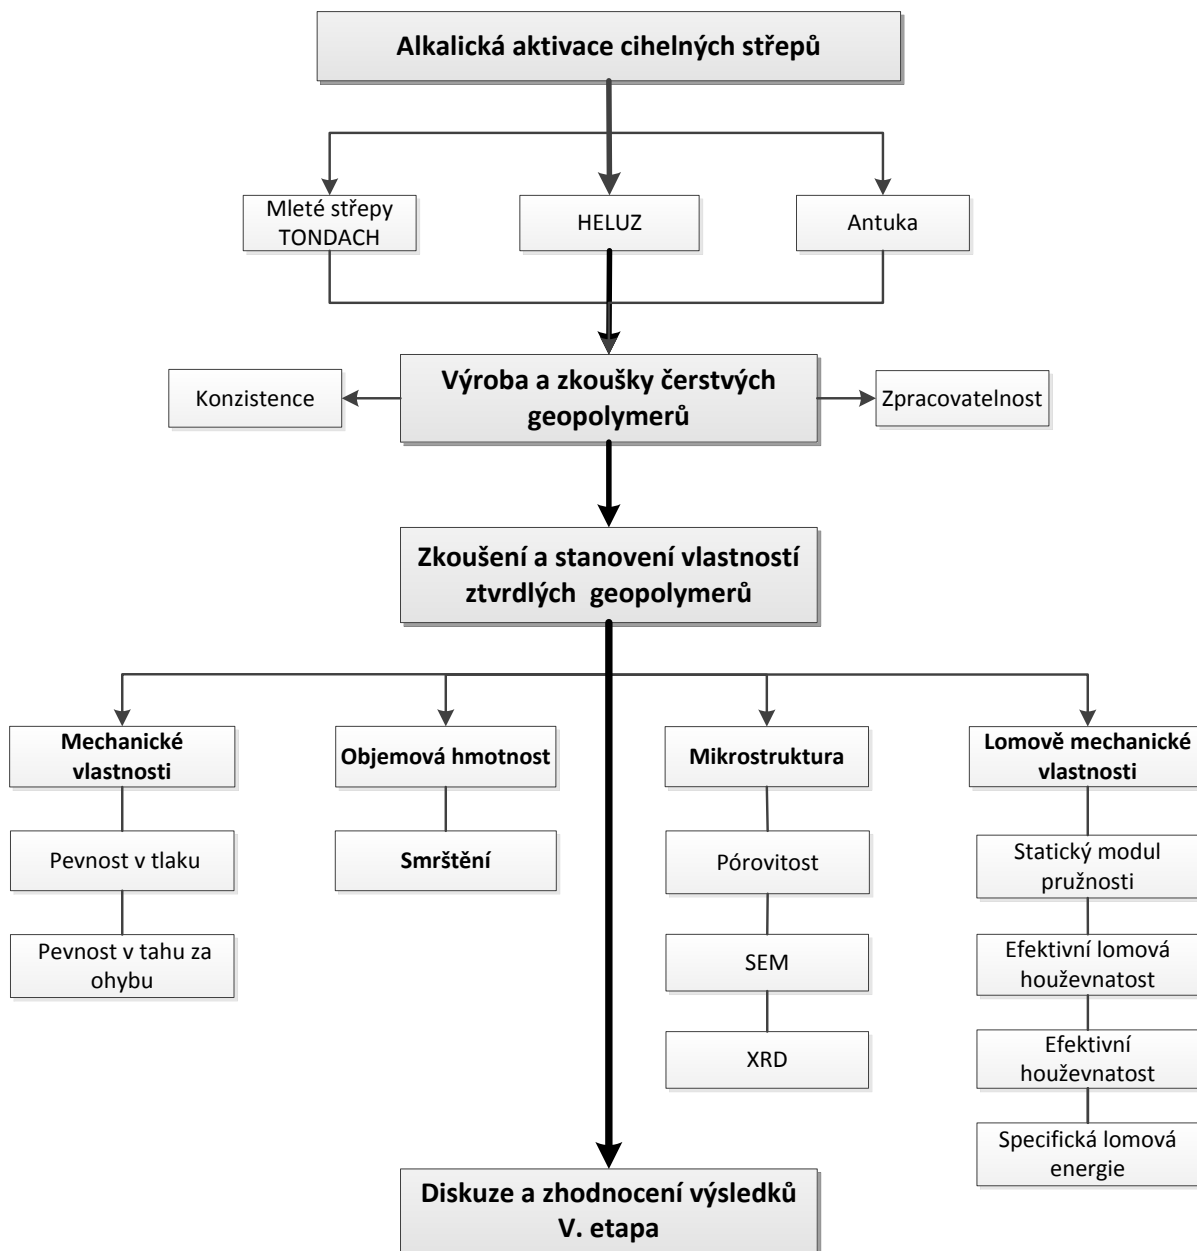 Alkalická aktivace cihelných střepů
Mleté střepy
TONDACH
HELUZ
Antuka
Výroba a zkoušky čerstvých
geopolymerů
Konzistence
Zpracovatelnost
Zkoušení a stanovení vlastností
ztvrdlých  geopolymerů
Mechanické
vlastnosti
Pevnost v tlaku
Pevnost v tahu za
ohybu
Objemová hmotnost
Smrštění
Mikrostruktura
Pórovitost
SEM
XRD
Lomově mechanické
vlastnosti
Statický modul
pružnosti
Efektivní lomová
houževnatost
Efektivní
houževnatost
Specifická lomová
energie
Diskuze a zhodnocení výsledků
V. etapa